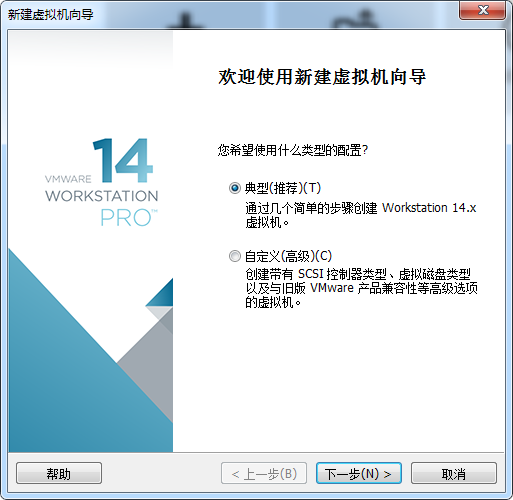 新建虚拟机向导
欢迎使用新建虚拟机向导
VMWARE 14
WORKSTATION
PRO™
您希望使用什么类型的配置?
典型(推荐)(T)
通过几个简单的步骤创建 Workstation 14.x
虚拟机。
自定义(高级)(C)
创建带有 SCSI 控制器类型、虚拟磁盘类型
以及与旧版 VMware 产品兼容性等高级选项
的虚拟机。
帮助
< 上一步(B)
下一步(N) >
取消